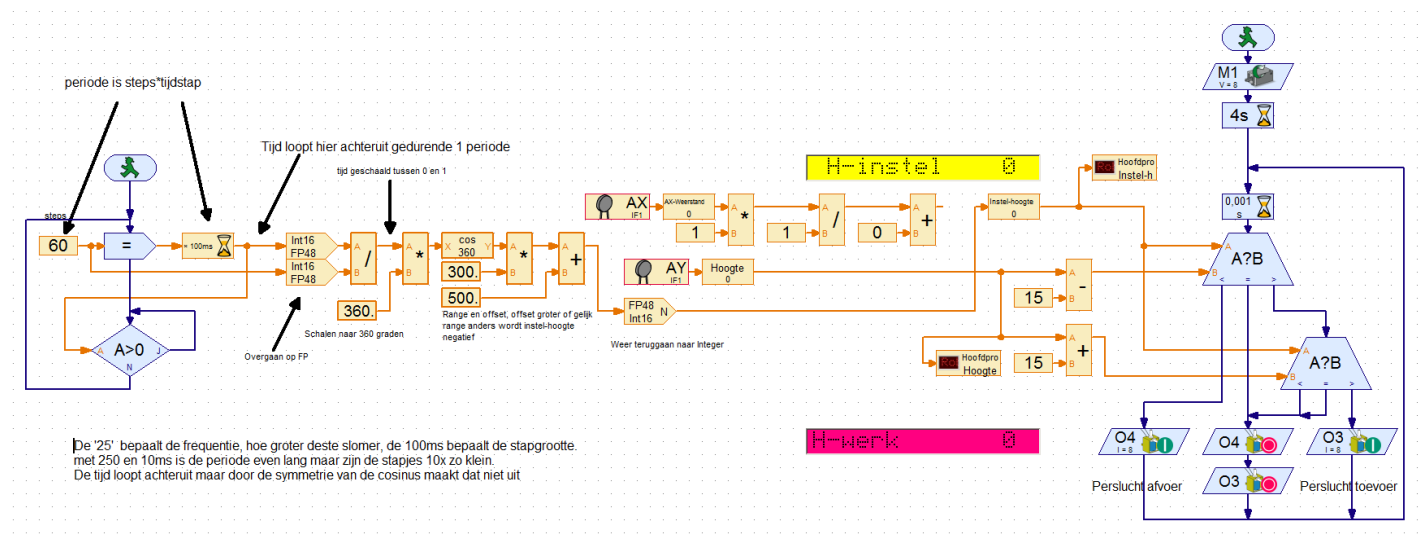 periode is steps*tijdstap
Tijd loopt hier achteruit gedurende 1 periode
tijd geschaald tussen 0 en 1
steps
60
=
= 100ms
Int16
FP48
Int16
FP48
A
B
/
A
B
*
X cos Y
360
300.
500.
360.
A
B
*
A
B
+
Schalen naar 360 graden
Range en offset, offset groter of gelijk
range anders wordt instel-hoogte
negatief
Overgaan op FP
A A>0 J
N
FP48
Int16 N
Weer teruggaan naar Integer
H-instel 0
AX
IF1
AX-Weerstand
0
1
A
B
*
1
A
B
/
0
A
B
+
Instel-hoogte
0
Hoofdpro
Instel-h
AY
IF1
Hoogte
0
15
A
B
-
15
A
B
+
Hoofdpro
Hoogte
H-werk 0
M1
V = 8
4s
0,001
s
A
B
A?B
< = >
A
B
A?B
< = >
O4
I = 8
O4
O3
I = 8
O3
Perslucht afvoer
Perslucht toevoer
De '25' bepaalt de frequentie, hoe groter deste slomer, de 100ms bepaalt de stapgrootte.
met 250 en 10ms is de periode even lang maar zijn de stapjes 10x zo klein.
De tijd loopt achteruit maar door de symmetrie van de cosinus maakt dat niet uit